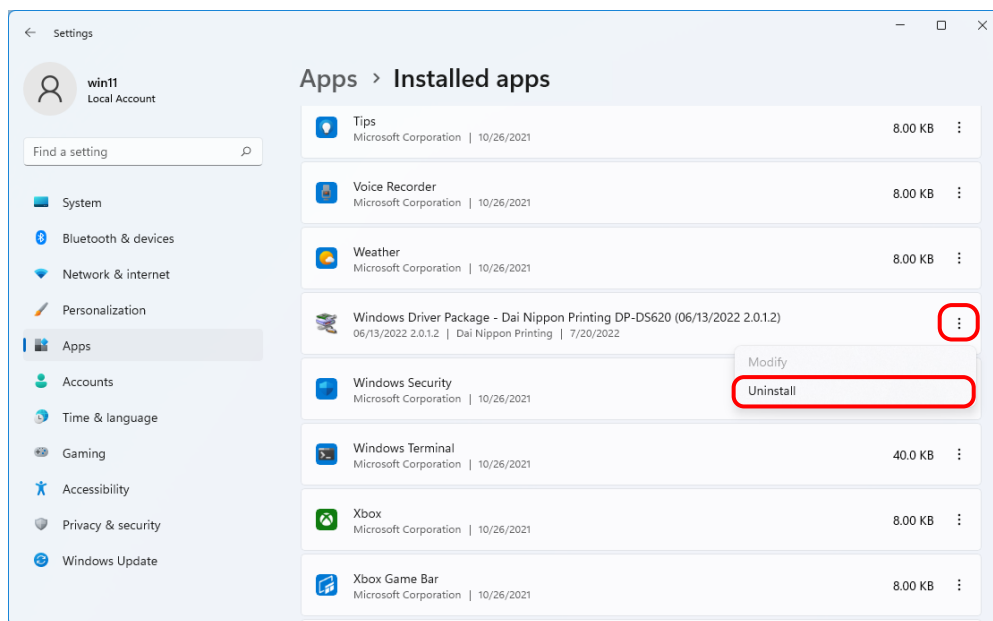 Settings
win11
Local Account
Find a setting
System
Bluetooth & devices
Network & internet
Personalization
Apps
Accounts
Time & language
Gaming
Accessibility
Privacy & security
Windows Update
Apps > Installed apps
Tips
Microsoft Corporation | 10/26/2021
8.00 KB
Voice Recorder
Microsoft Corporation | 10/26/2021
8.00 KB
Weather
Microsoft Corporation | 10/26/2021
8.00 KB
Windows Driver Package - Dai Nippon Printing DP-DS620 (06/13/2022 2.0.1.2)
06/13/2022 2.0.1.2 | Dai Nippon Printing | 7/20/2022
Modify
Uninstall
Windows Security
Microsoft Corporation | 10/26/2021
Windows Terminal
Microsoft Corporation | 10/26/2021
40.0 KB
Xbox
Microsoft Corporation | 10/26/2021
8.00 KB
Xbox Game Bar
Microsoft Corporation | 10/26/2021
8.00 KB